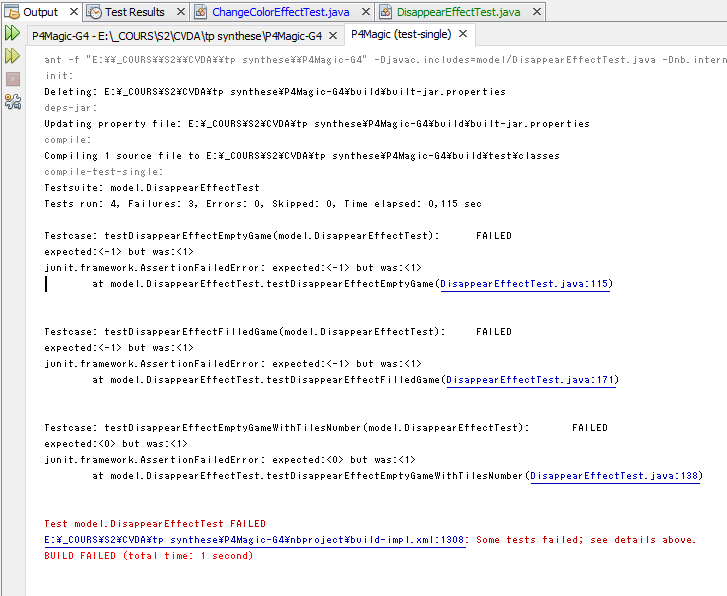 Output
Test Results
ChangeColorEffectTest.java
DisappearEffectTest.java
P4Magic-G4 - E:\_COURS\S2\CVDA\tp synthese\P4Magic-G4
P4Magic (test-single)
ant -f "E:¥¥_COURS¥¥S2¥¥CVDA¥¥tp synthese¥¥P4Magic-G4" -Djavac.includes=model/DisappearEffectTest.java -Dnb.intern
init:
Deleting: E:¥_COURS¥S2¥CVDA¥tp synthese¥P4Magic-G4¥build¥built-jar.properties
deps-jar:
Updating property file: E:¥_COURS¥S2¥CVDA¥tp synthese¥P4Magic-G4¥build¥built-jar.properties
compile:
Compiling 1 source file to E:¥_COURS¥S2¥CVDA¥tp synthese¥P4Magic-G4¥build¥test¥classes
compile-test-single:
Testsuite: model.DisappearEffectTest
Tests run: 4, Failures: 3, Errors: 0, Skipped: 0, Time elapsed: 0,115 sec
Testcase: testDisappearEffectEmptyGame(model.DisappearEffectTest): FAILED
expected:<-1> but was:<1>
junit.framework.AssertionFailedError: expected:<-1> but was:<1>
at model.DisappearEffectTest.testDisappearEffectEmptyGame(DisappearEffectTest.java:115)
Testcase: testDisappearEffectFilledGame(model.DisappearEffectTest): FAILED
expected:<-1> but was:<1>
junit.framework.AssertionFailedError: expected:<-1> but was:<1>
at model.DisappearEffectTest.testDisappearEffectFilledGame(DisappearEffectTest.java:171)
Testcase: testDisappearEffectEmptyGameWithTilesNumber(model.DisappearEffectTest): FAILED
expected:<0> but was:<1>
junit.framework.AssertionFailedError: expected:<0> but was:<1>
at model.DisappearEffectTest.testDisappearEffectEmptyGameWithTilesNumber(DisappearEffectTest.java:138)
Test model.DisappearEffectTest FAILED
E:¥_COURS¥S2¥CVDA¥tp synthese¥P4Magic-G4¥nbproject¥build-impl.xml:1308: Some tests failed; see details above.
BUILD FAILED (total time: 1 second)